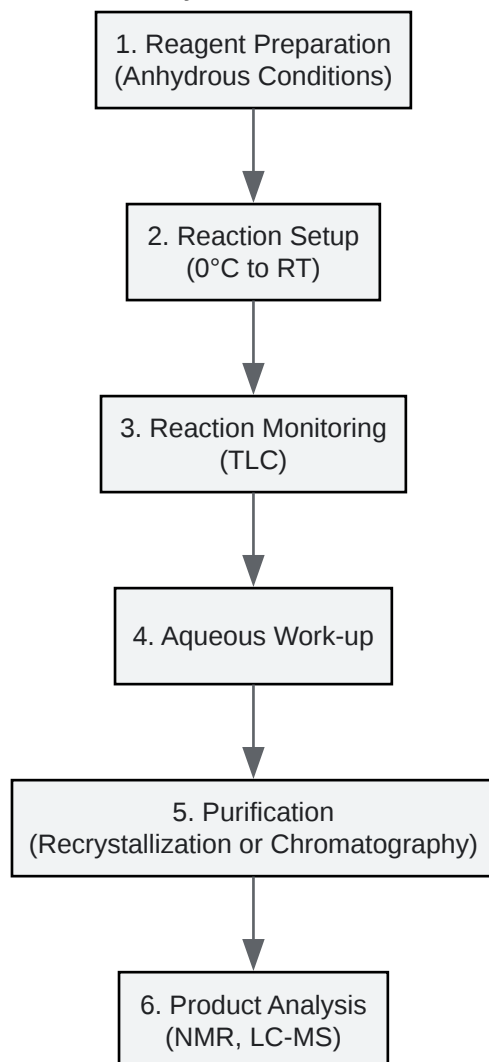 1. Reagent Preparation
(Anhydrous Conditions)
2. Reaction Setup
(0°C to RT)
3. Reaction Monitoring
(TLC)
4. Aqueous Work-up
5. Purification
(Recrystallization or Chromatography)
6. Product Analysis
(NMR, LC-MS)